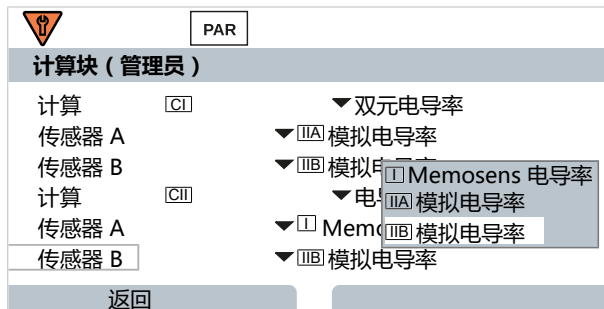 PAR
计算块（管理员）
计算 CI 双元电导率
传感器 A IIA 模拟电导率
传感器 B IIB 模拟
计算 CII
传感器 A I Memo
传感器 B IIB 模拟电导率
I Memosens 电导率
IIA 模拟电导率
IIB 模拟电导率
返回